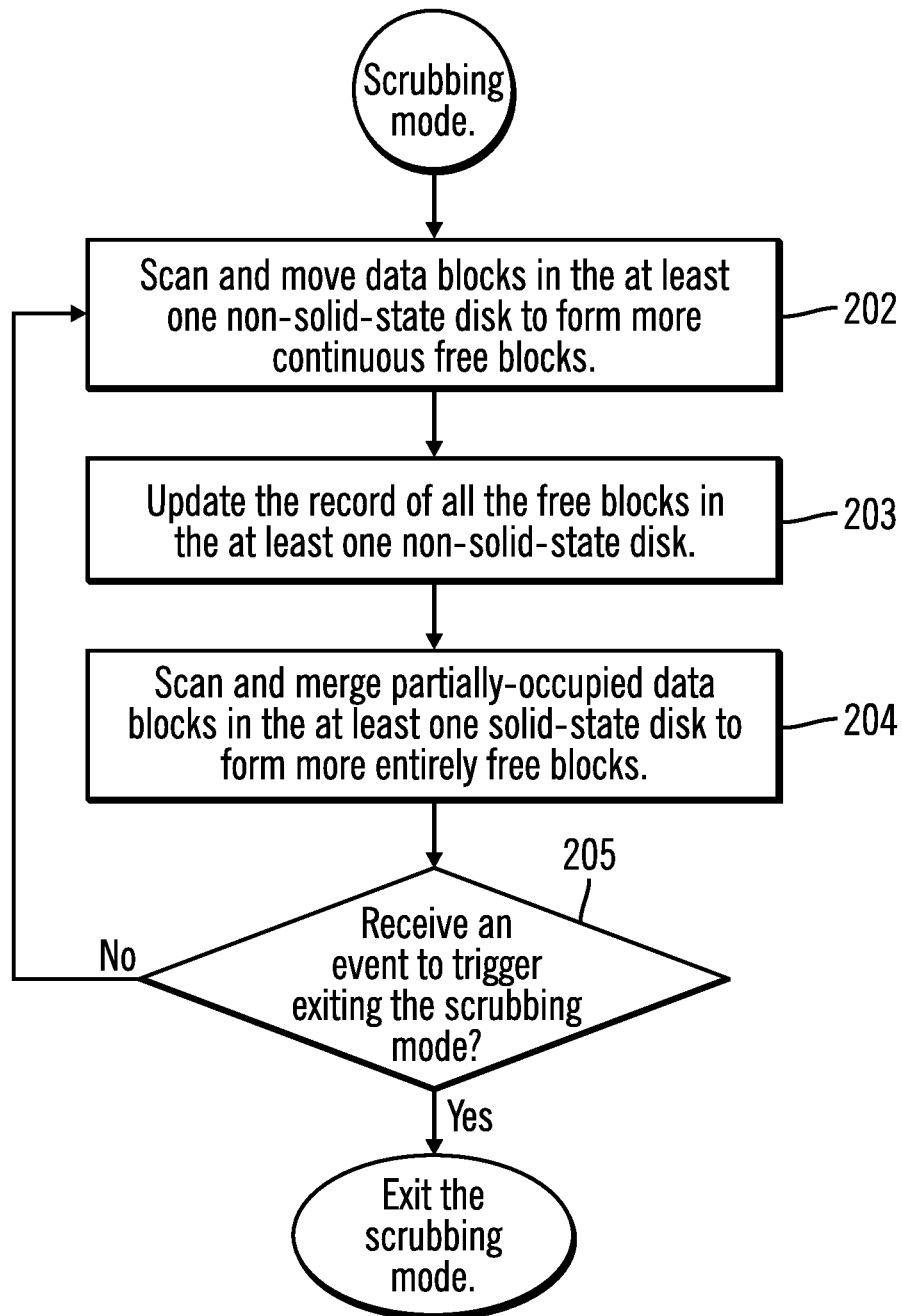 Scrubbing
mode.
Scan and move data blocks in the at least
one non-solid-state disk to form more
continuous free blocks.
202
Update the record of all the free blocks in
the at least one non-solid-state disk.
203
Scan and merge partially-occupied data
blocks in the at least one solid-state disk to
form more entirely free blocks.
204
205
Receive an
event to trigger
exiting the scrubbing
mode?
No
Yes
Exit the
scrubbing
mode.